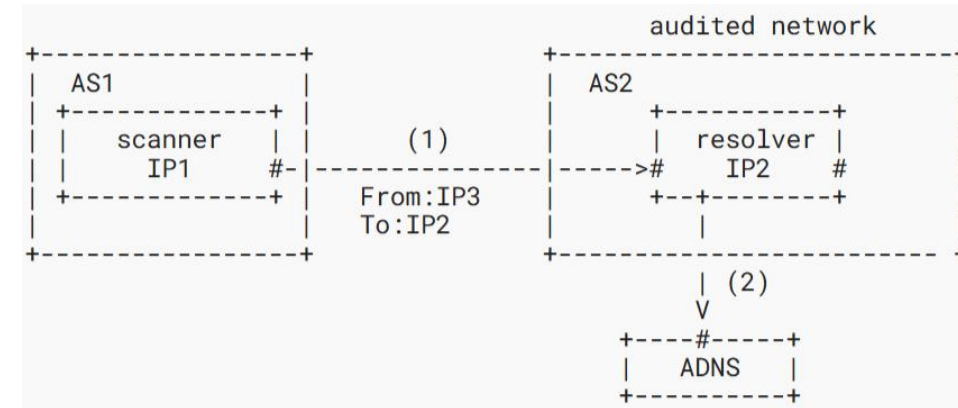 audited network
AS1 AS2
scanner (1) resolver
IP1 IP2
From:IP3
To:IP2
(2)
ADNS